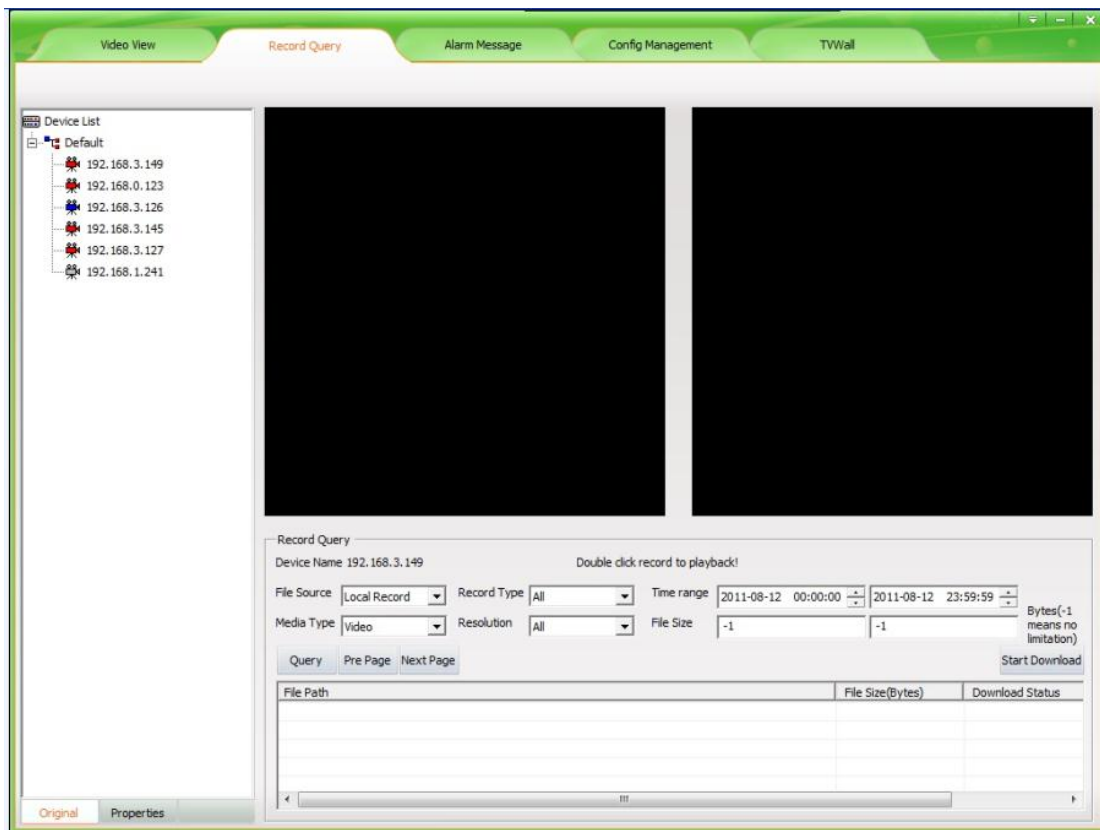 Video View Record Query Alarm Message Config Management TVWall
Device List
Default
192.168.3.149
192.168.0.123
192.168.3.126
192.168.3.145
192.168.3.127
192.168.1.241
Original Properties
Record Query
Device Name 192.168.3.149 Double click record to playback!
File Source Local Record Record Type All Time range 2011-08-12 00:00:00 2011-08-12 23:59:59
Media Type Video Resolution All File Size -1 -1 Bytes(-1
means no
limitation)
Query Pre Page Next Page Start Download
File Path File Size(Bytes) Download Status